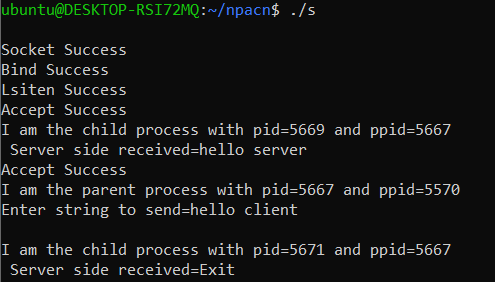 ubuntu@DESKTOP-RSI72MQ:~/npacn$ ./s
Socket Success
Bind Success
Lsiten Success
Accept Success
I am the child process with pid=5669 and ppid=5667
Server side received=hello server
Accept Success
I am the parent process with pid=5667 and ppid=5570
Enter string to send=hello client
I am the child process with pid=5671 and ppid=5667
Server side received=Exit